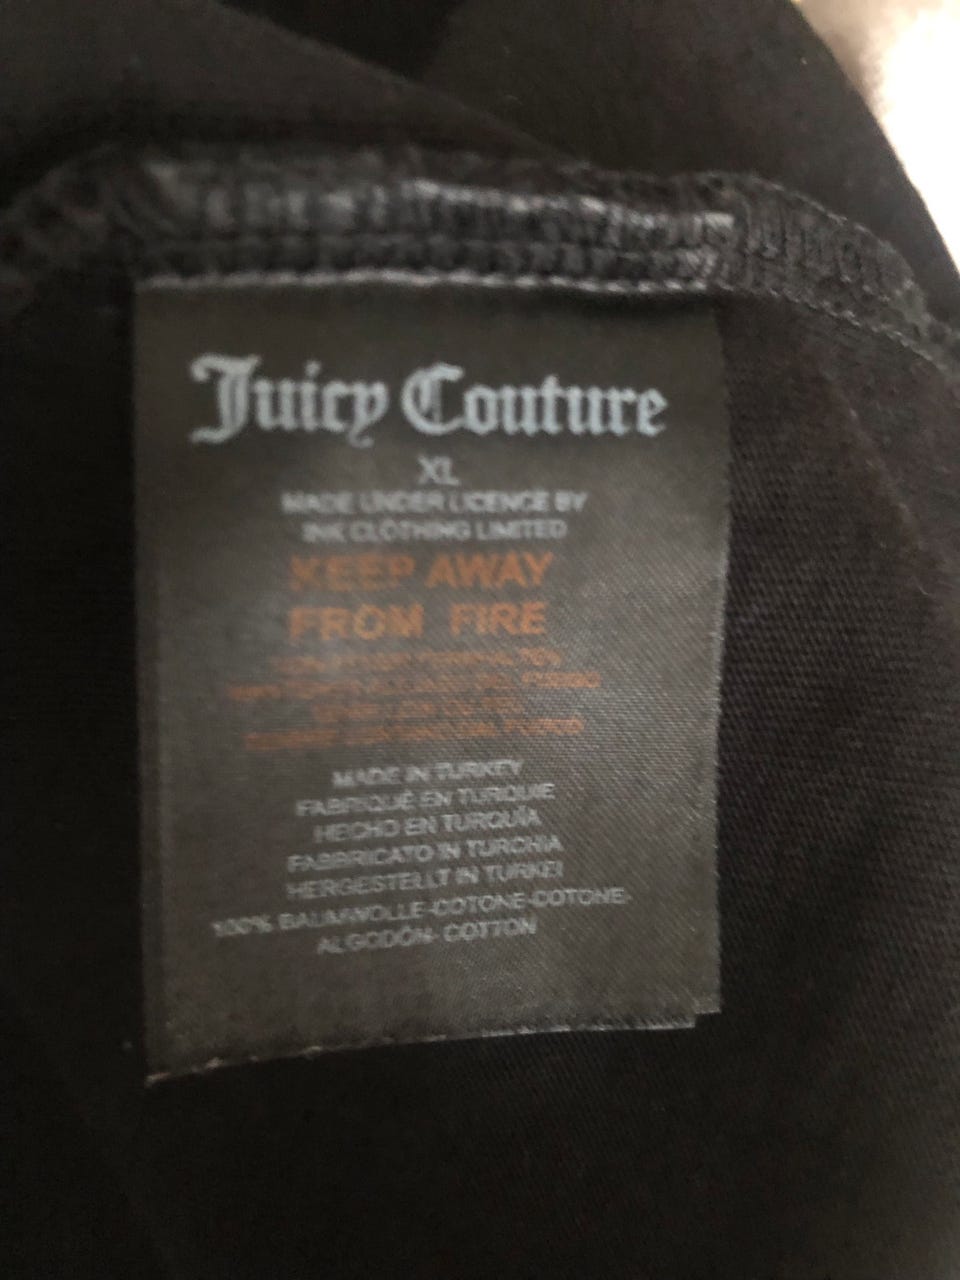 Juicy Couture
XL
MADE UNDER LICENCE BY
INK CLOTHING LIMITED
KEEP AWAY
FROM FIRE
MADE IN TURKEY
FABRIQUÉ EN TURQUIE
HECHO EN TURQUÍA
FABBRICATO IN TURCHIA
HERGESTELLT IN TURKEI
100% BAUMWOLLE-COTONE-COTONE-
ALGODÓN- COTTON